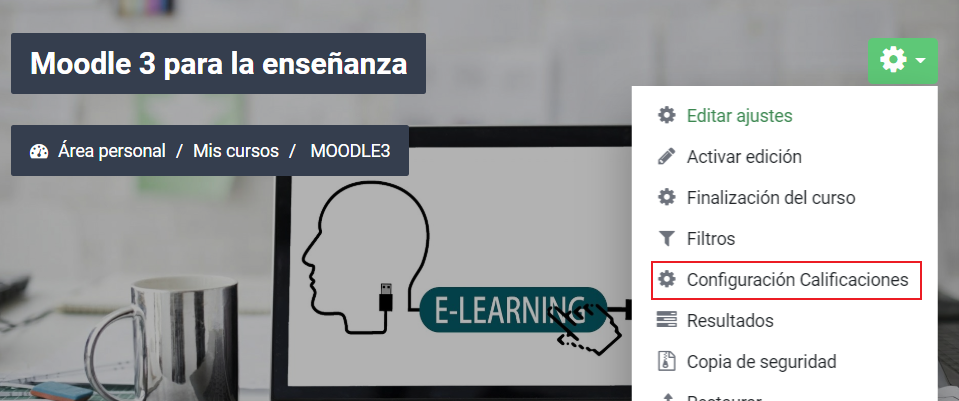 Moodle 3 para la enseñanza
Área personal / Mis cursos / MOODLE3
Editar ajustes
Activar edición
Finalización del curso
Filtros
Configuración Calificaciones
Resultados
Copia de seguridad
Restaurar
E-LEARNING